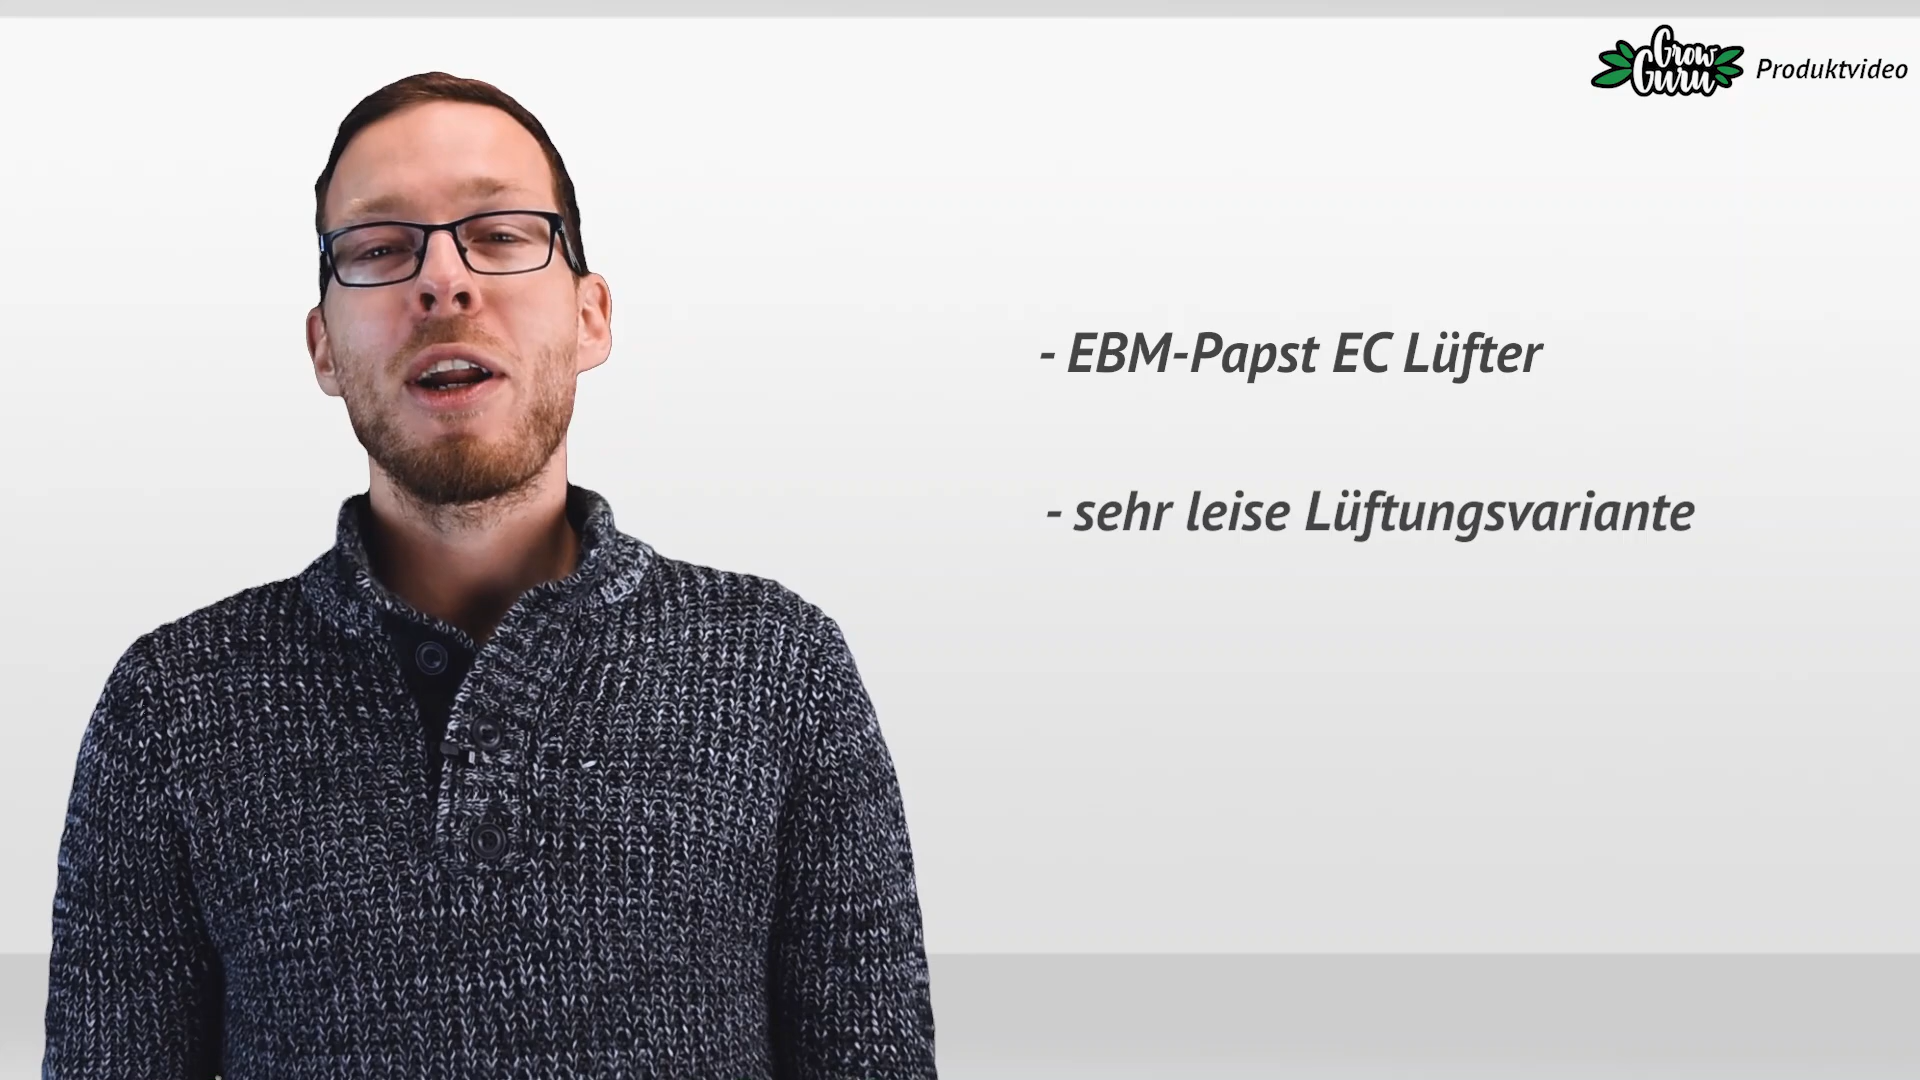 Grow
Guru
Produktvideo
- EBM-Papst EC Lüfter
- sehr leise Lüftungsvariante